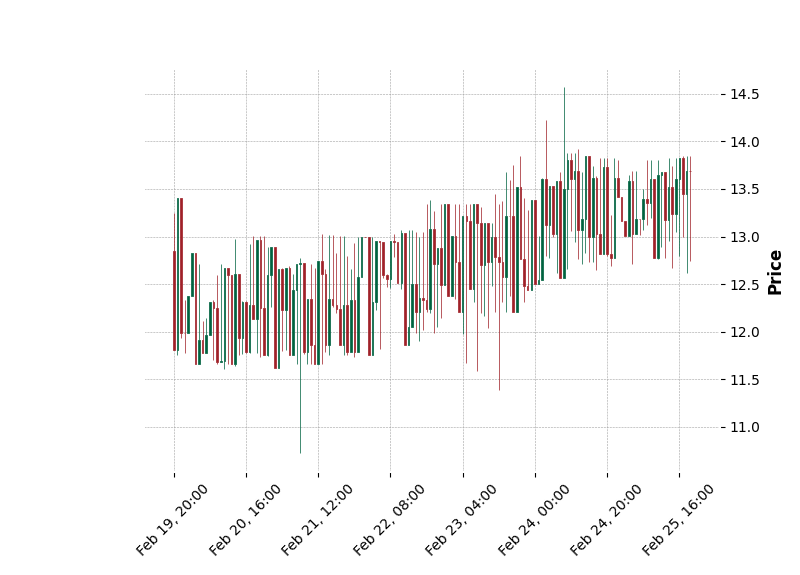 14.5
14.0
13.5
13.0
12.5
12.0
11.5
11.0
Price
Feb 19, 20:00
Feb 20, 16:00
Feb 21, 12:00
Feb 22, 08:00
Feb 23, 04:00
Feb 24, 00:00
Feb 24, 20:00
Feb 25, 16:00